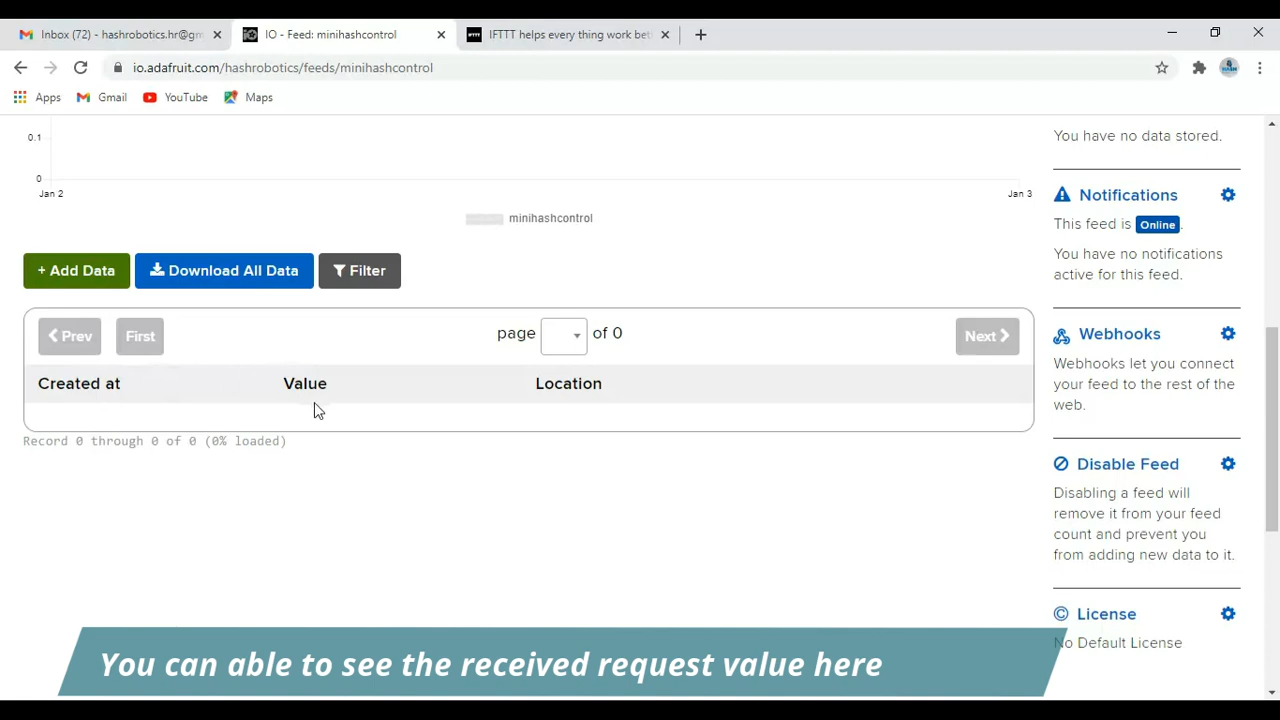 Inbox (72) - hashrobotics.hr@gm
IO - Feed: minihashcontrol
IFTTT helps every thing work bet
io.adafruit.com/hashrobotics/feeds/minihashcontrol
Apps
Gmail
YouTube
Maps
0.1
0
Jan 2
Jan 3
minihashcontrol
+ Add Data
Download All Data
Filter
Prev
First
page
of 0
Next
Created at
Value
Location
Record 0 through 0 of 0 (0% loaded)
You have no data stored.
Notifications
This feed is Online.
You have no notifications
active for this feed.
Webhooks
Webhooks let you connect
your feed to the rest of the
web.
Disable Feed
Disabling a feed will
remove it from your feed
count and prevent you
from adding new data to it.
License
No Default License
You can able to see the received request value here